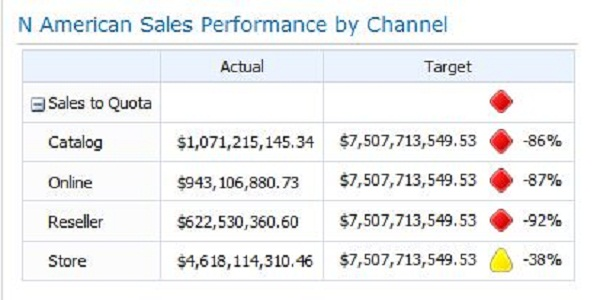 N American Sales Performance by Channel
Actual Target
Sales to Quota
Catalog $1,071,215,145.34 $7,507,713,549.53 -86%
Online $943,106,880.73 $7,507,713,549.53 -87%
Reseller $622,530,360.60 $7,507,713,549.53 -92%
Store $4,618,114,310.46 $7,507,713,549.53 -38%